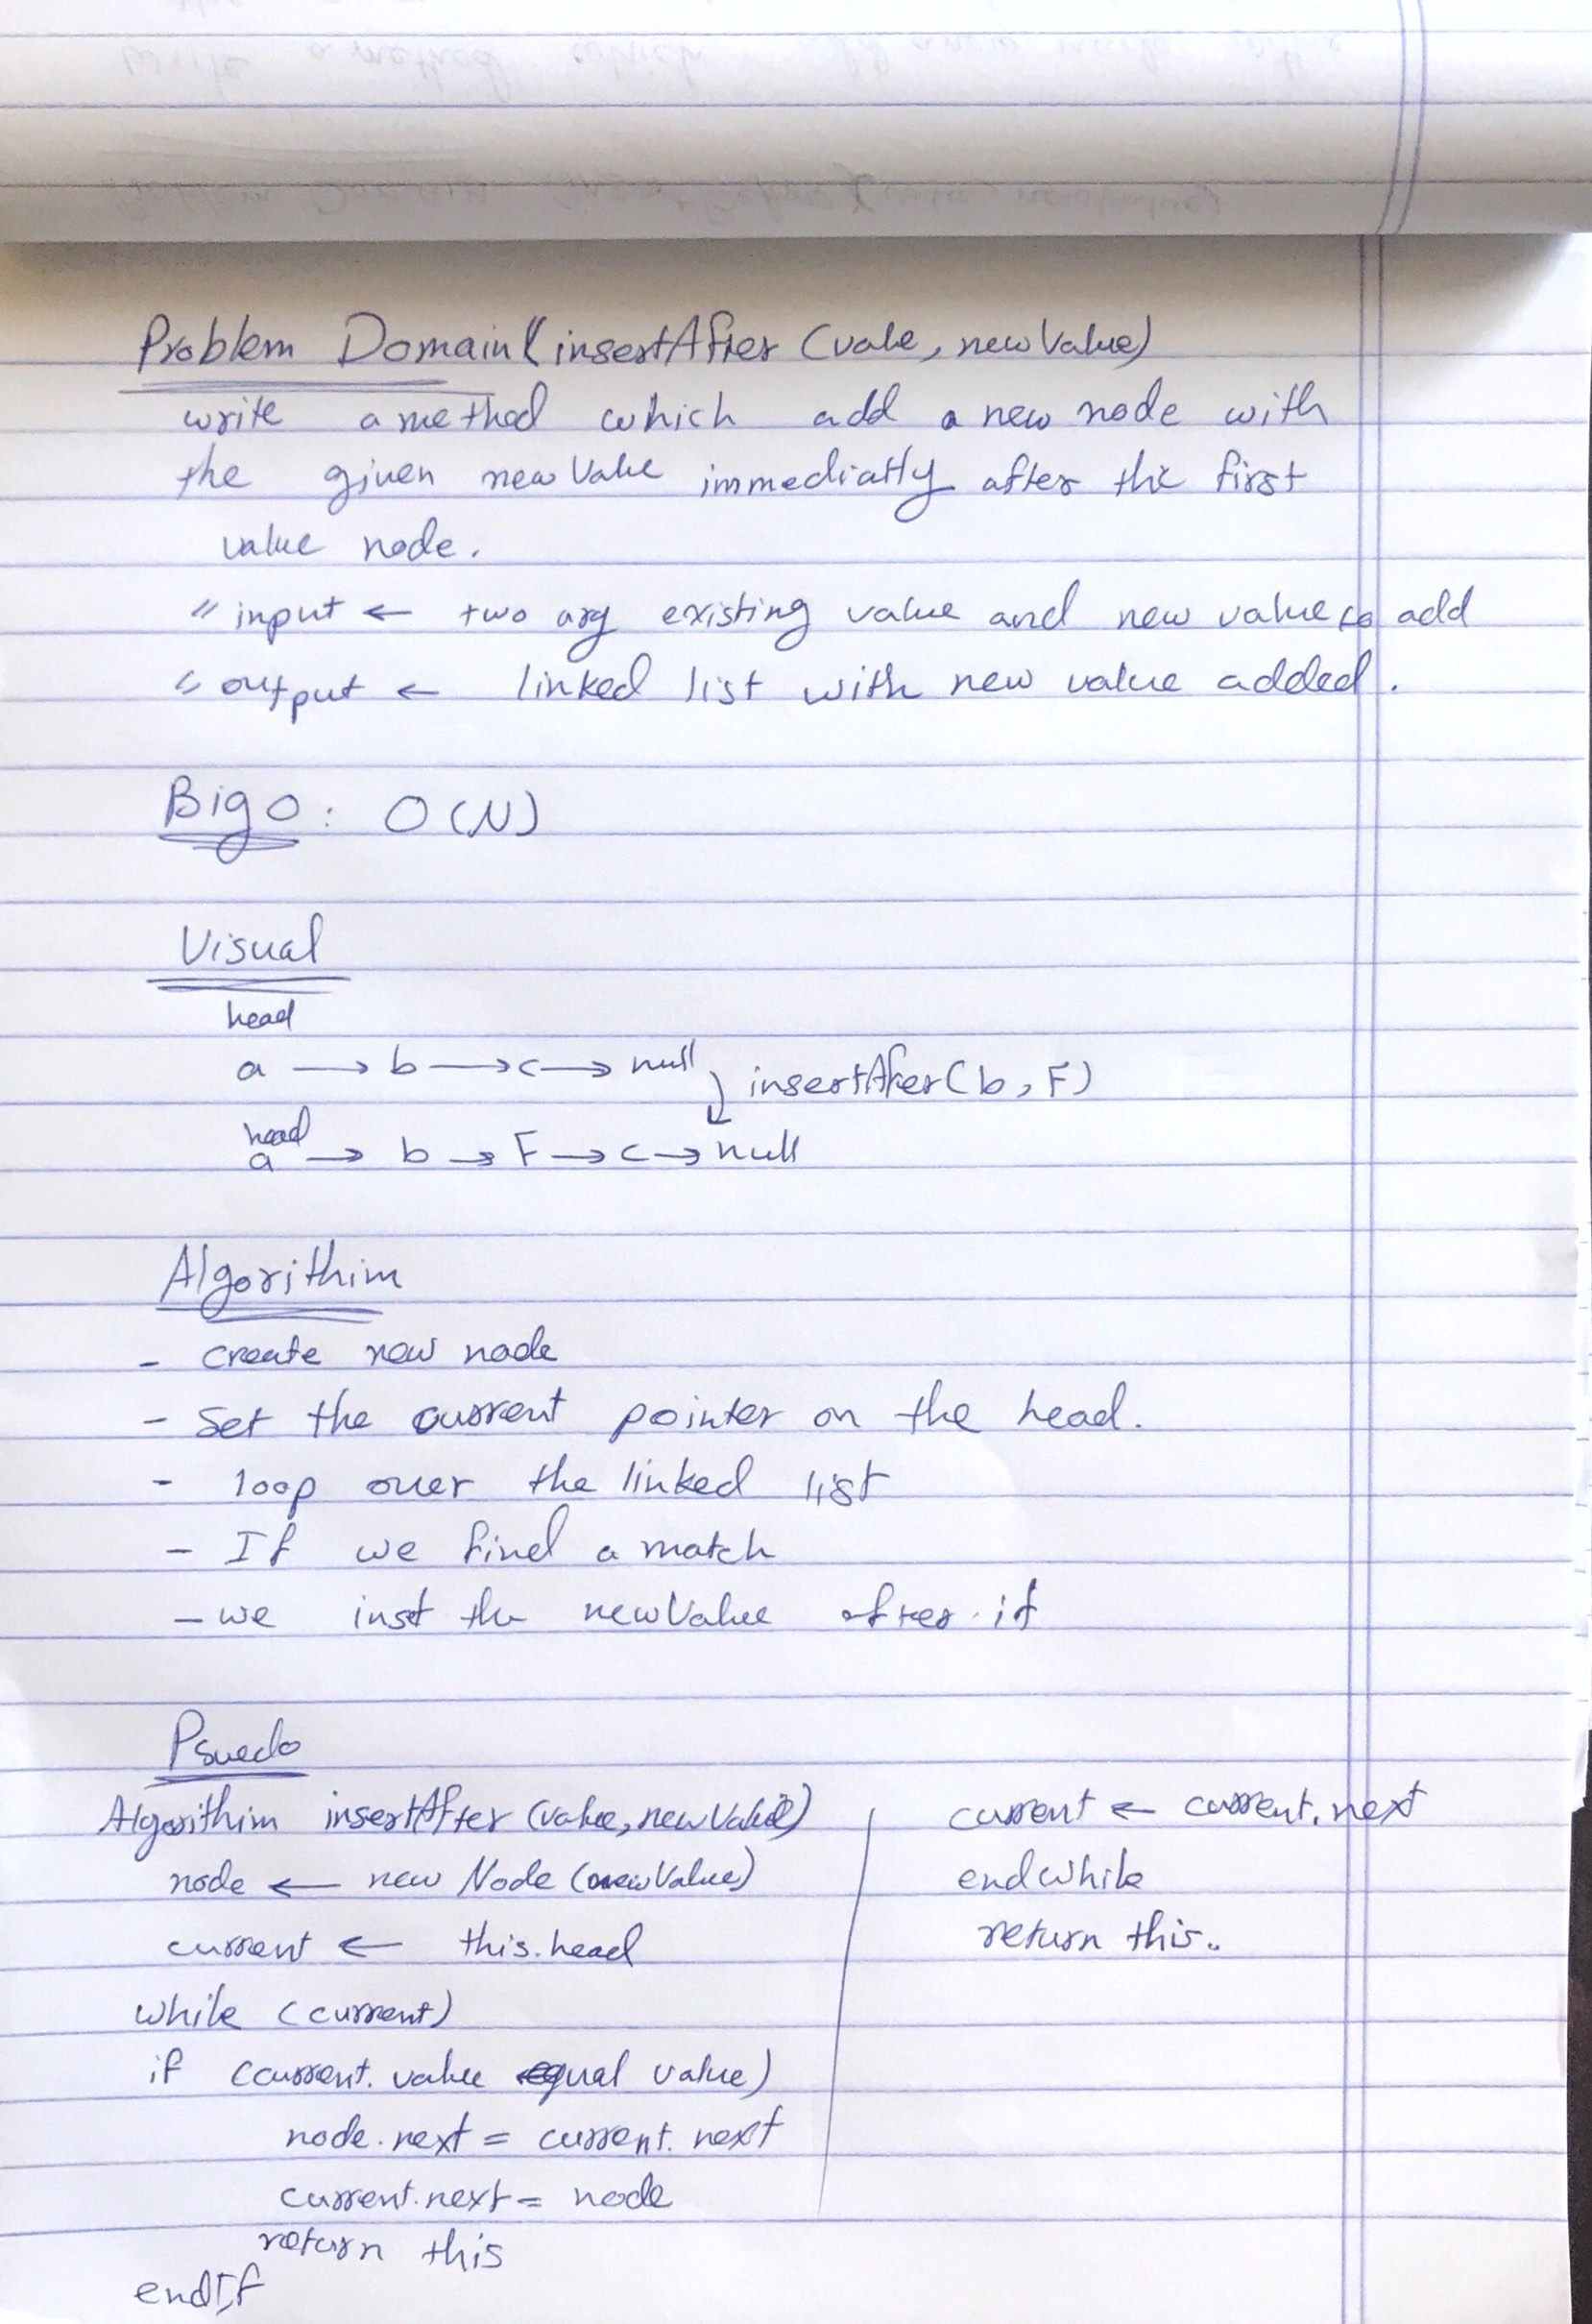 Problem Domain (insertAfter (value, newValue)
write a method which add a new node with
the given new Value immediatly after the first
value node.
" input ← two arg existing value and new value to add
" output ← linked list with new value added.
Big O : O(N)
Visual
head
a → b → c → null
insertAfter(b, F)
head
a → b → F → c → null
Algorithim
- create new node
- Set the current pointer on the head.
- loop over the linked list
- If we find a match
- we inst the newValue after it
Psuedo
Algorithim insertAfter (value, newValue)
node ← new Node (newValue)
current ← this.head
while (current)
if (current.value equal value)
node.next = current.next
current.next = node
return this
endIf
current ← current.next
endwhile
return this.